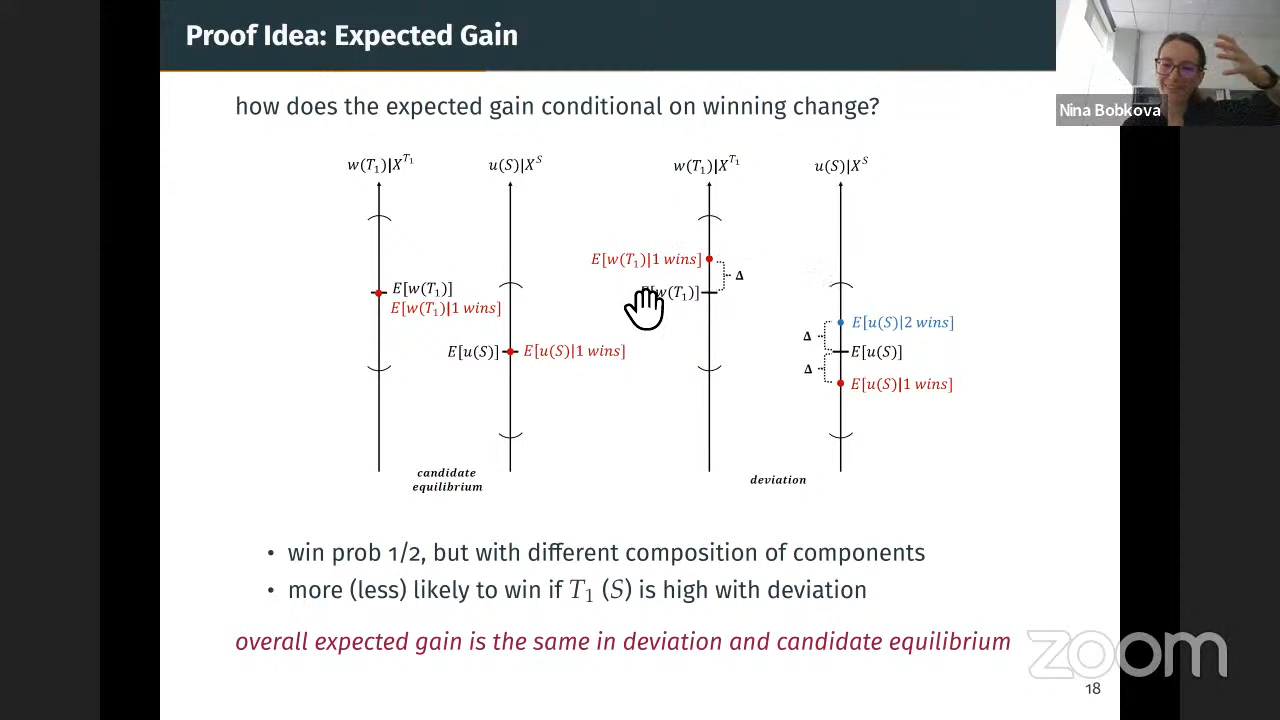 Proof Idea: Expected Gain
Nina Bobkova
how does the expected gain conditional on winning change?
w(T₁)|X^{T₁} u(S)|X^S w(T₁)|X^{T₁} u(S)|X^S
E[w(T₁)|1 wins]
Δ
E[w(T₁)] E[w(T₁)]
E[w(T₁)|1 wins]
E[u(S)|2 wins]
Δ
E[u(S)] E[u(S)|1 wins] E[u(S)]
Δ
E[u(S)|1 wins]
candidate
equilibrium
deviation
• win prob 1/2, but with different composition of components
• more (less) likely to win if T₁ (S) is high with deviation
overall expected gain is the same in deviation and candidate equilibrium
zoom
18